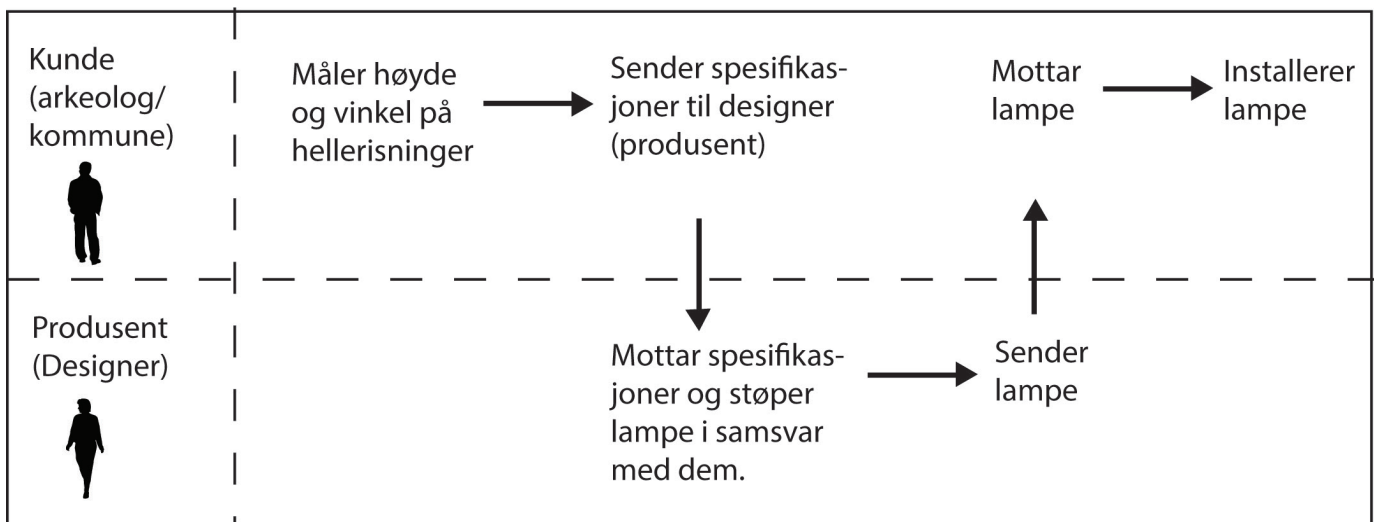 Kunde
(arkeolog/
kommune)
Måler høyde
og vinkel på
hellerisninger
Sender spesifikas-
joner til designer
(produsent)
Mottar
lampe
Installerer
lampe
Produsent
(Designer)
Mottar spesifikas-
joner og støper
lampe i samsvar
med dem.
Sender
lampe